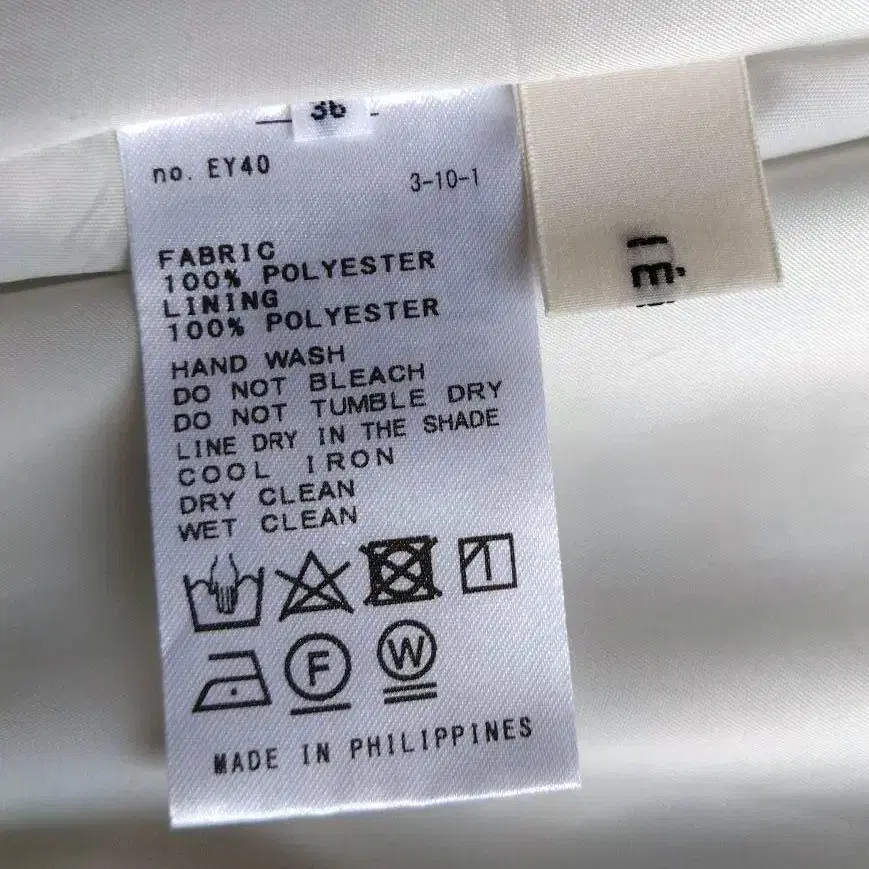 36
no. EY40
3-10-1
FABRIC
100% POLYESTER
LINING
100% POLYESTER
HAND WASH
DO NOT BLEACH
DO NOT TUMBLE DRY
LINE DRY IN THE SHADE
COOL IRON
DRY CLEAN
WET CLEAN
F W
MADE IN PHILIPPINES